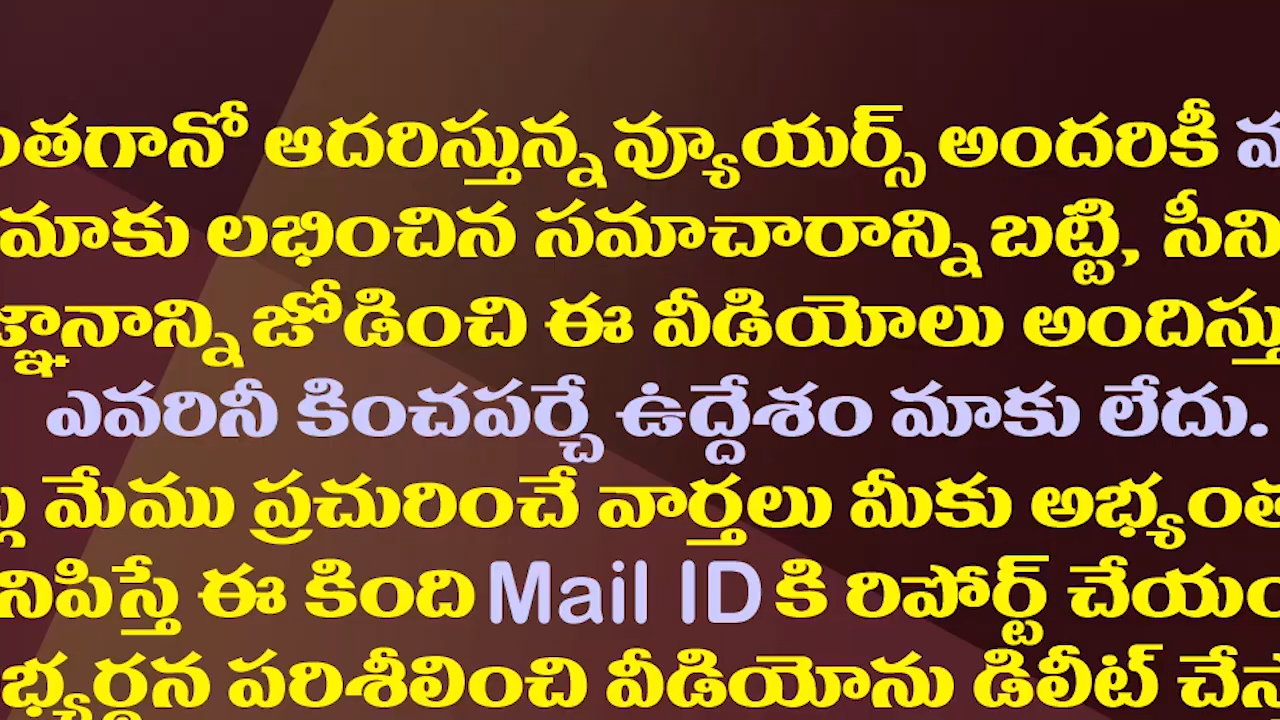 ంతగానో ఆదరిస్తున్న వ్యూయర్స్ అందరికీ
మాకు లభించిన సమాచారాన్ని బట్టి, సీని
జ్ఞానాన్ని జోడించి ఈ వీడియోలు అందిస్తు
ఎవరినీ కించపర్చే ఉద్దేశం మాకు లేదు.
మేము ప్రచురించే వార్తలు మీకు అభ్యంత
నిపిస్తే ఈ కింది Mail ID కి రిపోర్ట్ చేయం
భ్యర్థన పరిశీలించి వీడియోను డిలీట్ చేస